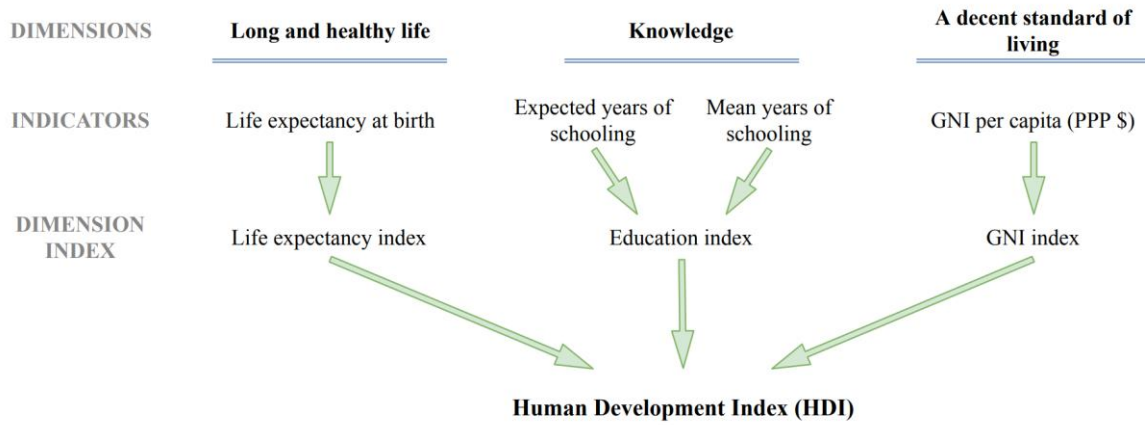 DIMENSIONS
Long and healthy life
Knowledge
A decent standard of
living
INDICATORS
Life expectancy at birth
Expected years of
schooling
Mean years of
schooling
GNI per capita (PPP $)
DIMENSION
INDEX
Life expectancy index
Education index
GNI index
Human Development Index (HDI)